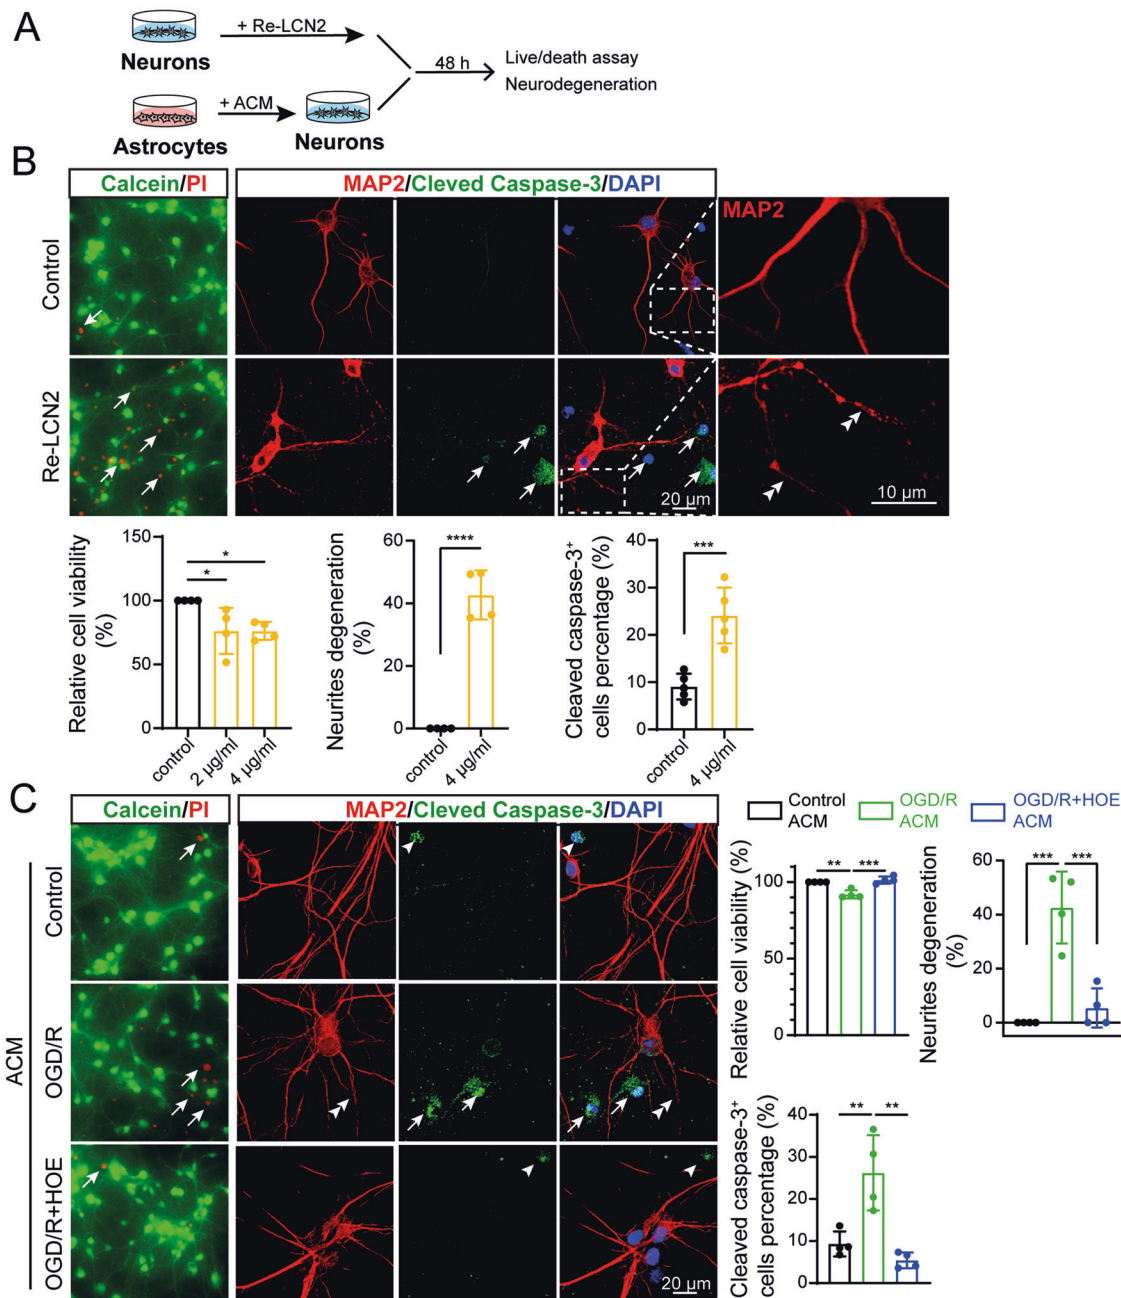 A
+ Re-LCN2
Neurons
48 h
Live/death assay
Neurodegeneration
+ ACM
Astrocytes
Neurons
B
Calcein/PI
MAP2/Cleved Caspase-3/DAPI
MAP2
Control
Re-LCN2
20 µm
10 µm
Relative cell viability
(%)
150
100
50
0
*
*
control
2 µg/ml
4 µg/ml
Neurites degeneration
(%)
60
40
20
0
****
control
4 µg/ml
Cleaved caspase-3+
cells percentage (%)
40
30
20
10
0
***
control
4 µg/ml
C
Calcein/PI
MAP2/Cleved Caspase-3/DAPI
ACM
Control
OGD/R
OGD/R+HOE
20 µm
Control
ACM
OGD/R
ACM
OGD/R+HOE
ACM
Relative cell viability (%)
100
50
0
** ***
Neurites degeneration
(%)
60
40
20
0
*** ***
Cleaved caspase-3+
cells percentage (%)
40
30
20
10
0
** **